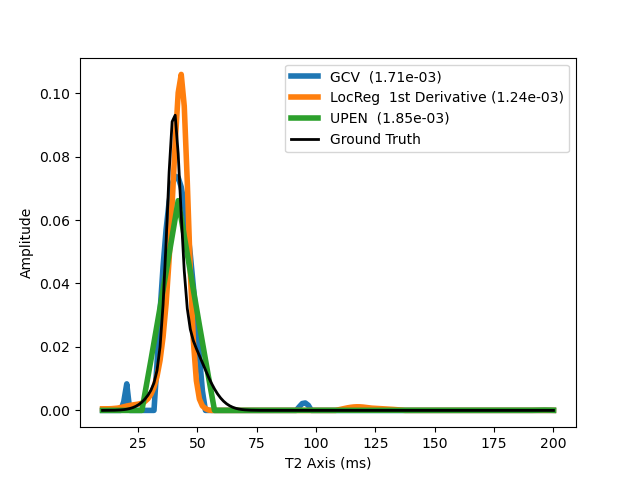 GCV  (1.71e-03)
LocReg  1st Derivative (1.24e-03)
UPEN  (1.85e-03)
Ground Truth
Amplitude
0.10
0.08
0.06
0.04
0.02
0.00
25 50 75 100 125 150 175 200
T2 Axis (ms)